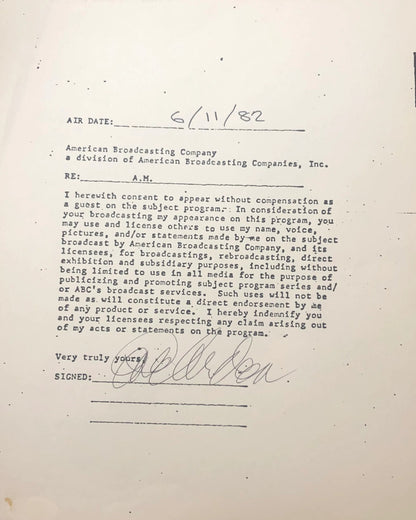 AIR DATE: 6/11/82
American Broadcasting Company
a division of American Broadcasting Companies, Inc.
RE: A.M.
I herewith consent to appear without compensation as
a guest on the subject program. In consideration of
your broadcasting my appearance on this program, you
may use and license others to use my name, voice,
pictures, and/or statements made by me on the subject
broadcast by American Broadcasting Company, and its
licensees, for broadcastings, rebroadcasting, direct
exhibition and subsidiary purposes, including without
being limited to use in all media for the purpose of
publicizing and promoting subject program series and/
or ABC's broadcast services. Such uses will not be
made as will constitute a direct endorsement by me
of any product or service. I hereby indemnify you
and your licensees respecting any claim arising out
of my acts or statements on the program.
Very truly yours,
SIGNED: